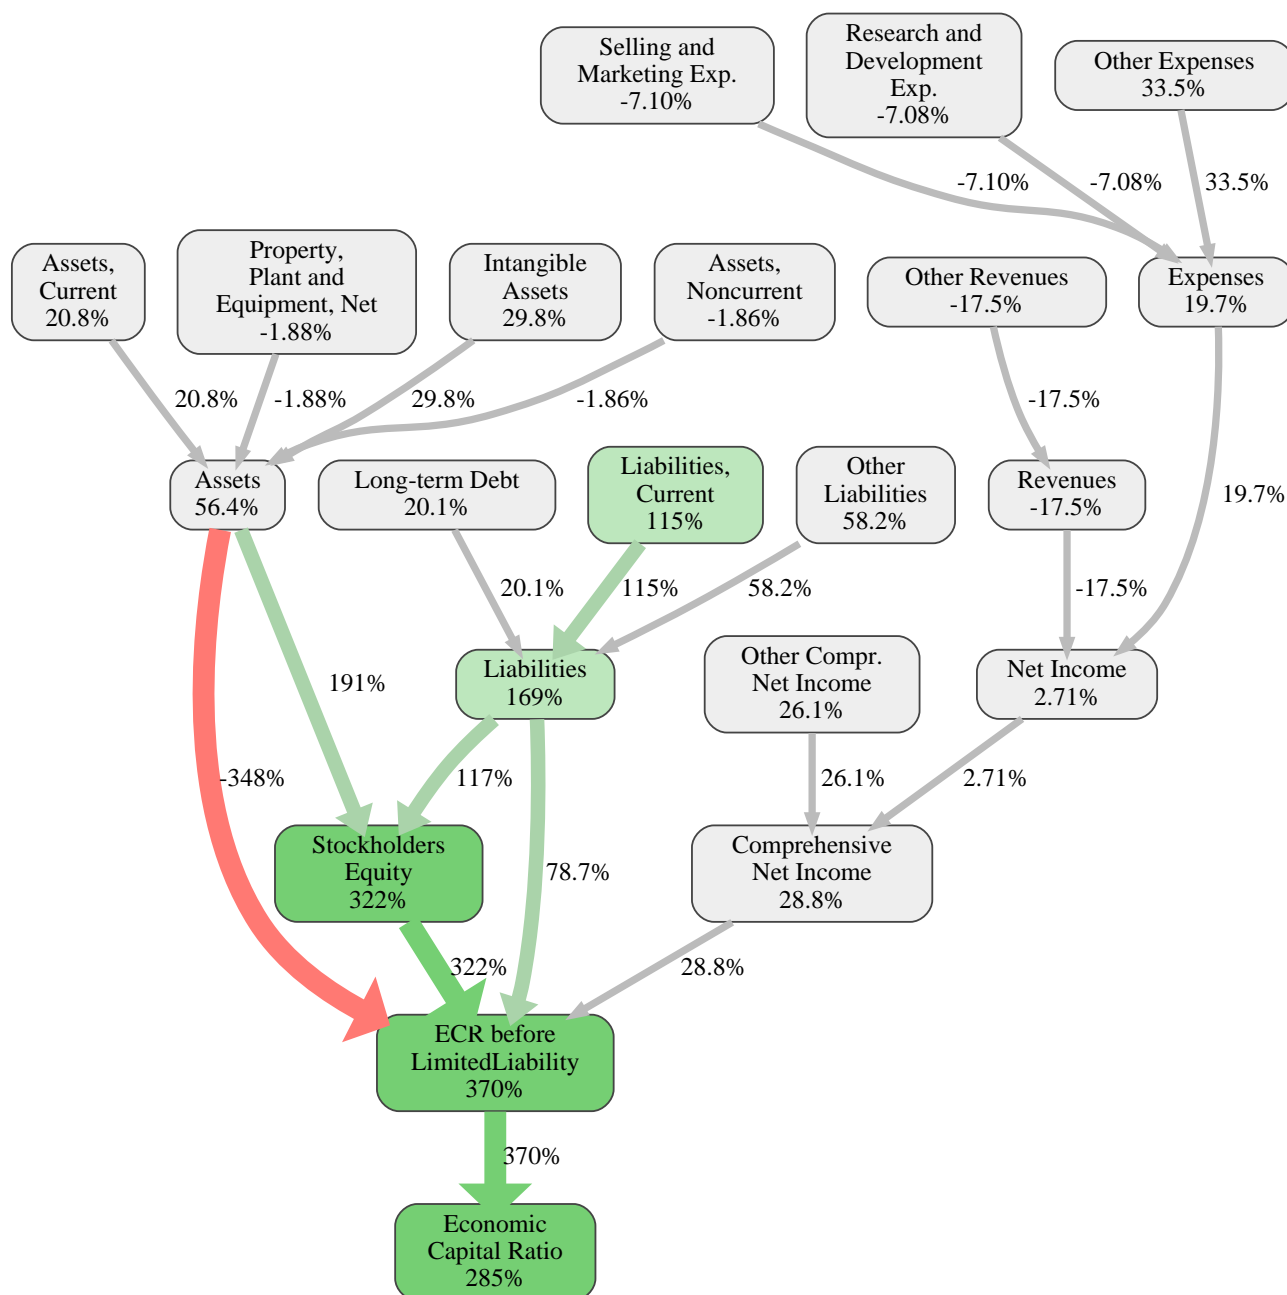 Selling and
Marketing Exp.
-7.10%
Research and
Development
Exp.
-7.08%
Other Expenses
33.5%
-7.10%
-7.08%
33.5%
Assets,
Current
20.8%
Property,
Plant and
Equipment, Net
-1.88%
Intangible
Assets
29.8%
Assets,
Noncurrent
-1.86%
Other Revenues
-17.5%
Expenses
19.7%
20.8%
-1.88%
29.8%
-1.86%
-17.5%
Assets
56.4%
Long-term Debt
20.1%
Liabilities,
Current
115%
Other
Liabilities
58.2%
Revenues
-17.5%
19.7%
20.1%
115%
58.2%
-17.5%
191%
Liabilities
169%
Other Compr.
Net Income
26.1%
Net Income
2.71%
-348%
117%
26.1%
2.71%
Stockholders
Equity
322%
78.7%
Comprehensive
Net Income
28.8%
322%
28.8%
ECR before
LimitedLiability
370%
370%
Economic
Capital Ratio
285%